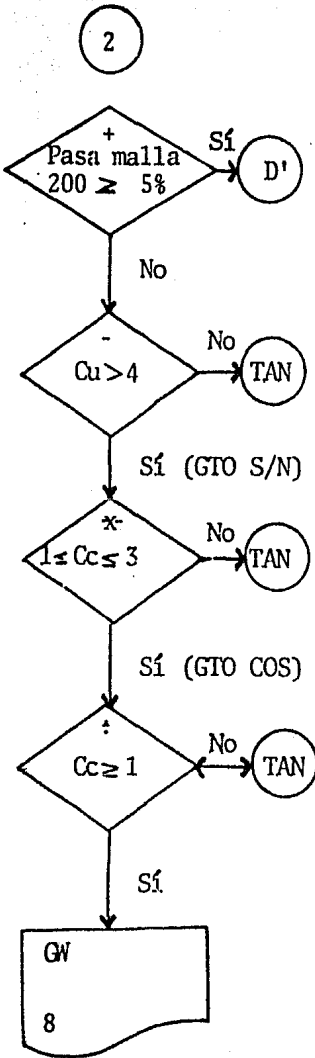 2
+
Pasa malla
200 ≥ 5%
Sí
D'
No
-
Cu>4
No
TAN
Sí (GTO S/N)
x
1≤Cc≤3
No
TAN
Sí (GTO COS)
÷
Cc≥1
No
TAN
Sí
GW
8